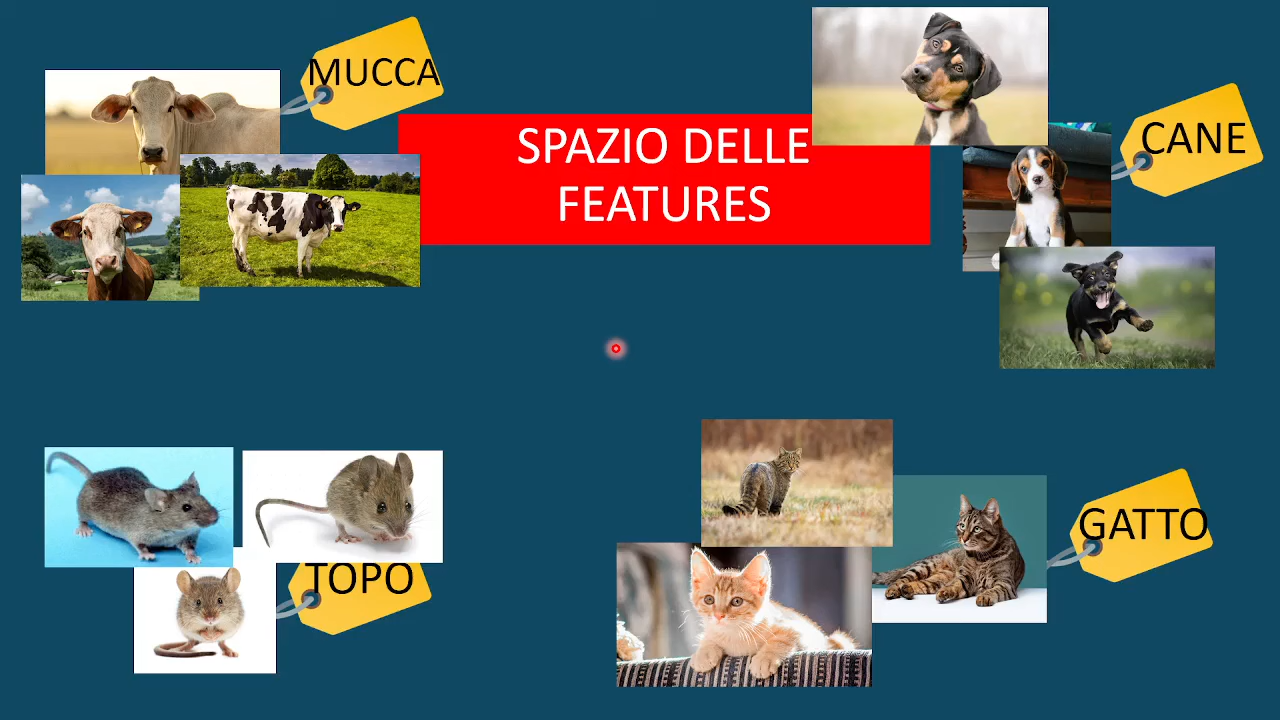 MUCCA
SPAZIO DELLE
FEATURES
CANE
TOPO
GATTO